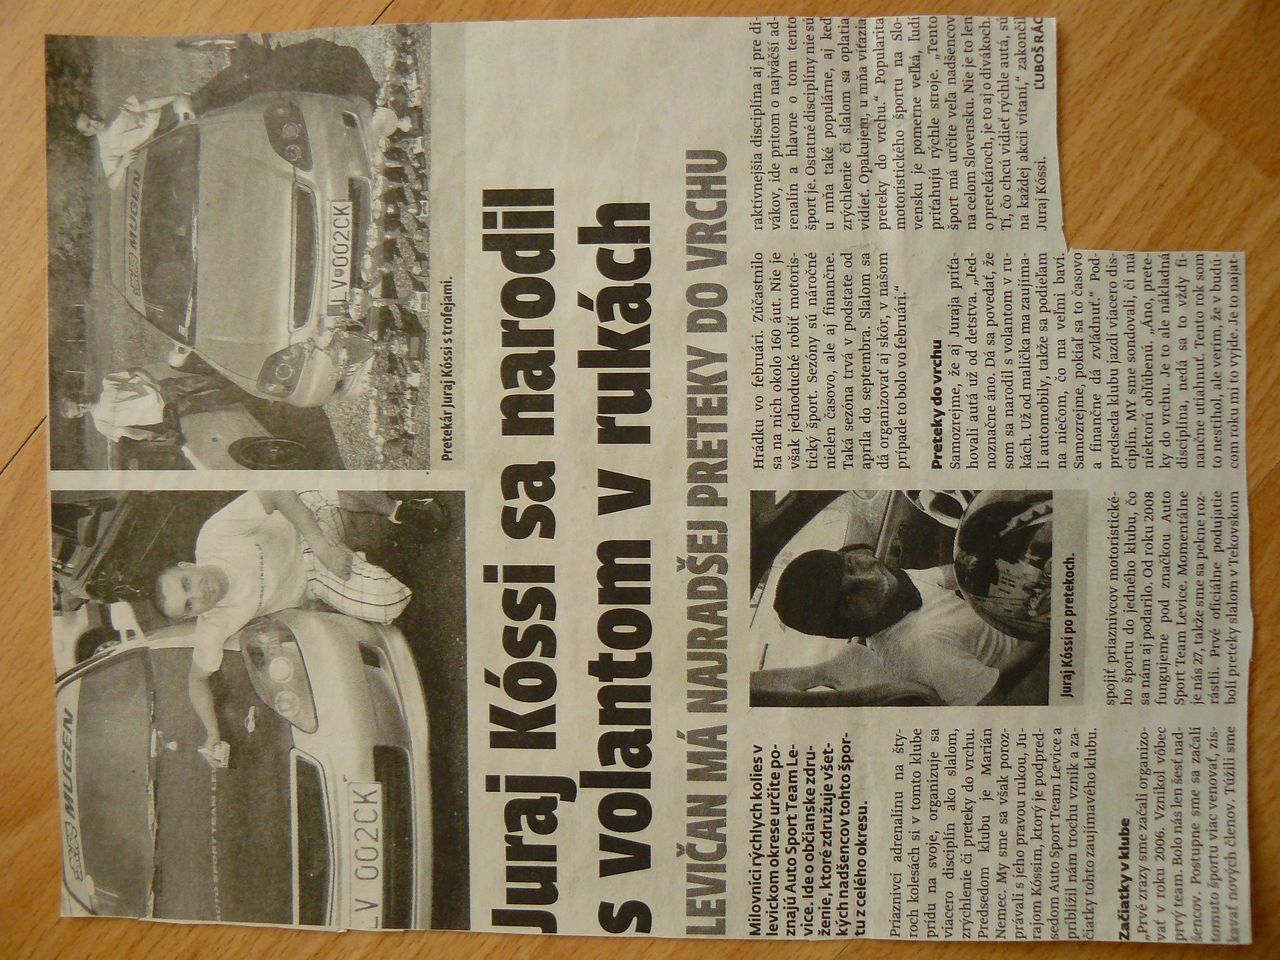 MUGEN
LV 002CK
MUGEN
LV 002CK
Pretekár Juraj Kóssi s trofejami.
Juraj Kóssi sa narodil
s volantom v rukách
LEVIČAN MÁ NAJRADŠEJ PRETEKY DO VRCHU
Milovníci rýchlych kolies v
levickom okrese určite po-
znajú Auto Sport Team Le-
vice. Ide o občianske zdru-
ženie, ktoré združuje všet-
kých nadšencov tohto špor-
tu z celého okresu.
Priaznivci adrenalínu na šty-
roch kolesách si v tomto klube
prídu na svoje, organizuje sa
viacero disciplín ako slalom,
zrýchlenie či preteky do vrchu.
Predsedom klubu je Marián
Nemec. My sme sa však poroz-
právali s jeho pravou rukou, Ju-
rajom Kóssim, ktorý je podpred-
sedom Auto Sport Team Levice a
priblížil nám trochu vznik a za-
čiatky tohto zaujímavého klubu.
Začiatky v klube
„Prvé zrazy sme začali organizo-
vať v roku 2006. Vznikol vôbec
prvý team. Bolo nás len šesť nad-
šencov. Postupne sme sa začali
tomuto športu viac venovať, zís-
kavať nových členov. Túžili sme
Juraj Kóssi po pretekoch.
spojiť priaznivcov motoristické-
ho športu do jedného klubu, čo
sa nám aj podarilo. Od roku 2008
fungujeme pod značkou Auto
Sport Team Levice. Momentálne
je nás 27, takže sme sa pekne roz-
rástli. Prvé oficiálne podujatie
boli preteky slalom v Tekovskom
Hrádku vo februári. Zúčastnilo
sa na nich okolo 160 áut. Nie je
však jednoduché robiť motoris-
tický šport. Sezóny sú náročné
nielen časovo, ale aj finančne.
Taká sezóna trvá v podstate od
apríla do septembra. Slalom sa
dá organizovať aj skôr, v našom
prípade to bolo vo februári.“
Preteky do vrchu
Samozrejme, že aj Juraja priťa-
hovali autá už od detstva. „Jed-
noznačne áno. Dá sa povedať, že
som sa narodil s volantom v ru-
kách. Už od malička ma zaujíma-
li automobily, takže sa podieľam
na niečom, čo ma veľmi baví.
Samozrejme, pokiaľ sa to časovo
a finančne dá zvládnuť.“ Pod-
predseda klubu jazdí viacero dis-
ciplín. MY sme sondovali, či má
niektorú obľúbenú. „Áno, prete-
ky do vrchu. Je to ale nákladná
disciplína, nedá sa to vždy fi-
nančne utiahnuť. Tento rok som
to nestihol, ale verím, že v budú-
com roku mi to vyjde. Je to najat-
raktívnejšia disciplína aj pre di-
vákov, ide pritom o najväčší ad-
renalín a hlavne o tom tento
šport je. Ostatné disciplíny nie sú
u mňa také populárne, aj keď
zrýchlenie či slalom sa oplatia
vidieť. Opakujem, u mňa víťazia
preteky do vrchu.“ Popularita
motoristického športu na Slo-
vensku je pomerne veľká, ľudí
priťahujú rýchle stroje. „Tento
šport má určite veľa nadšencov
na celom Slovensku. Nie je to len
o pretekároch, je to aj o divákoch.
Tí, čo chcú vidieť rýchle autá, sú
na každej akcii vítaní,“ zakončil
Juraj Kóssi.
ĽUBOŠ RÁC